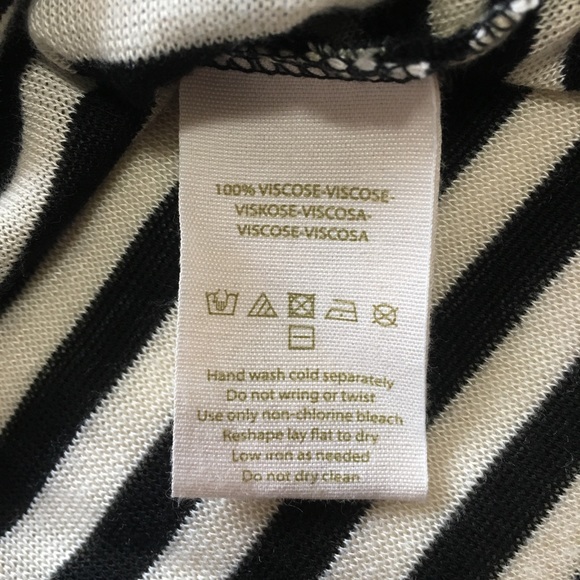 100% VISCOSE-VISCOSE-
VISKOSE-VISCOSA-
VISCOSE-VISCOSA
Hand wash cold separately
Do not wring or twist
Use only non-chlorine bleach
Reshape lay flat to dry
Low iron as needed
Do not dry clean